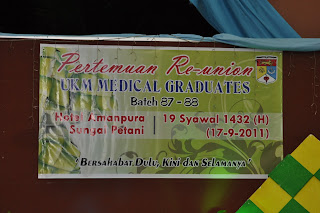 Pertemuan Re-union
UKM MEDICAL GRADUATES
Batch 87 - 88
Hotel Amanpura
Sungai Petani
19 Syawal 1432 (H)
(17-9-2011)
"BERSAHABAT DULU, KINI DAN SELAMANYA"